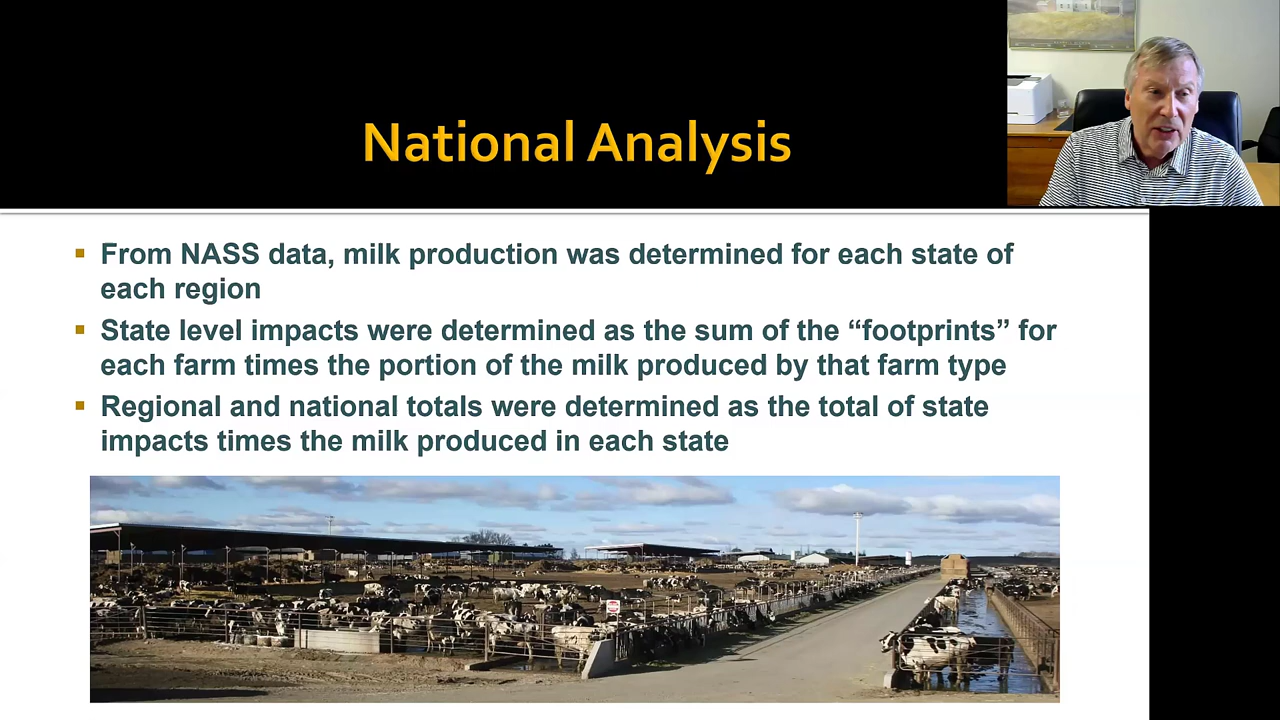 National Analysis
From NASS data, milk production was determined for each state of
each region
State level impacts were determined as the sum of the “footprints” for
each farm times the portion of the milk produced by that farm type
Regional and national totals were determined as the total of state
impacts times the milk produced in each state